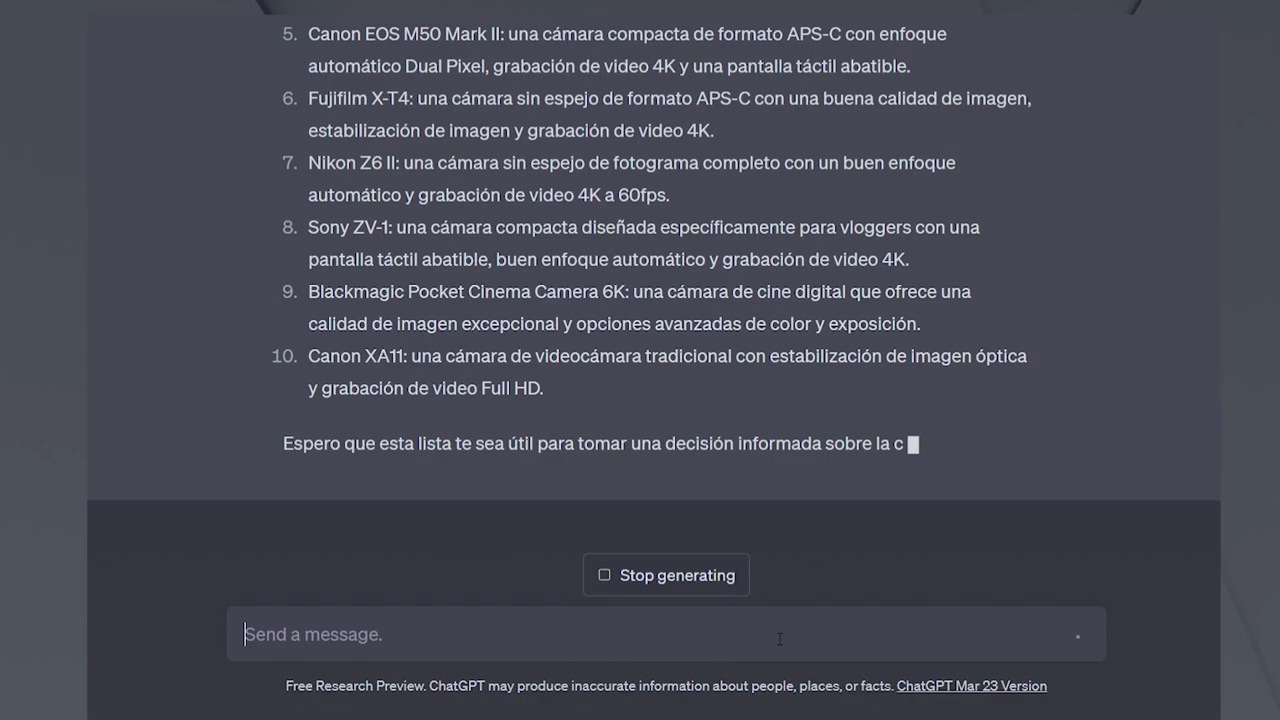 5. Canon EOS M50 Mark II: una cámara compacta de formato APS-C con enfoque
automático Dual Pixel, grabación de video 4K y una pantalla táctil abatible.
6. Fujifilm X-T4: una cámara sin espejo de formato APS-C con una buena calidad de imagen,
estabilización de imagen y grabación de video 4K.
7. Nikon Z6 II: una cámara sin espejo de fotograma completo con un buen enfoque
automático y grabación de video 4K a 60fps.
8. Sony ZV-1: una cámara compacta diseñada específicamente para vloggers con una
pantalla táctil abatible, buen enfoque automático y grabación de video 4K.
9. Blackmagic Pocket Cinema Camera 6K: una cámara de cine digital que ofrece una
calidad de imagen excepcional y opciones avanzadas de color y exposición.
10. Canon XA11: una cámara de videocámara tradicional con estabilización de imagen óptica
y grabación de video Full HD.
Espero que esta lista te sea útil para tomar una decisión informada sobre la c
Stop generating
Send a message.
Free Research Preview. ChatGPT may produce inaccurate information about people, places, or facts. ChatGPT Mar 23 Version